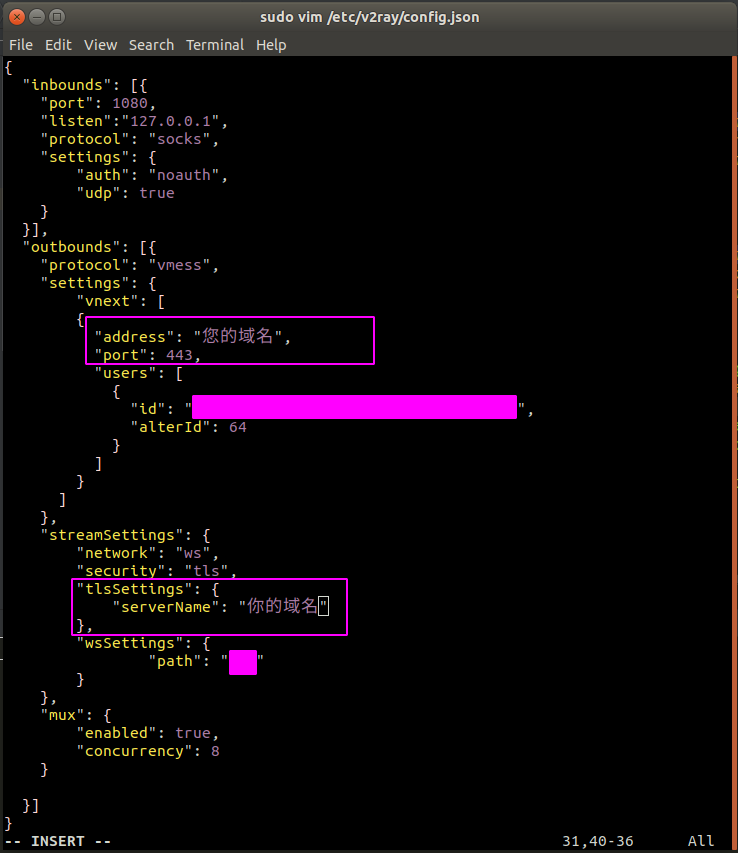 sudo vim /etc/v2ray/config.json
File Edit View Search Terminal Help
{
  "inbounds": [{
    "port": 1080,
    "listen":"127.0.0.1",
    "protocol": "socks",
    "settings": {
        "auth": "noauth",
        "udp": true
    }
  }],
  "outbounds": [{
    "protocol": "vmess",
    "settings": {
        "vnext": [
        {
          "address": "您的域名",
          "port": 443,
          "users": [
            {
              "id": "",
              "alterId": 64
            }
          ]
        }
      ]
    },
    "streamSettings": {
        "network": "ws",
        "security": "tls",
        "tlsSettings": {
            "serverName": "你的域名"
        },
        "wsSettings": {
                "path": ""
        }
    },
    "mux": {
        "enabled": true,
        "concurrency": 8
    }
  }]
}
-- INSERT -- 31,40-36 All